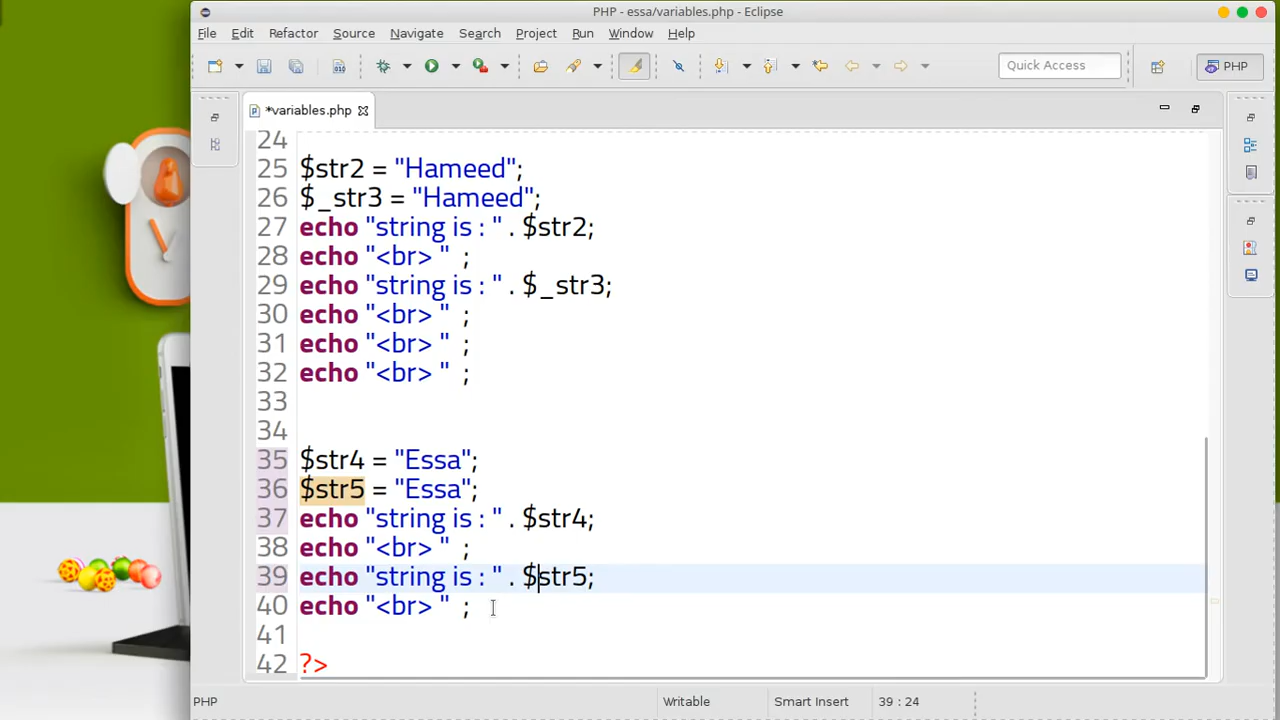 PHP - essa/variables.php - Eclipse
File Edit Refactor Source Navigate Search Project Run Window Help
Quick Access PHP
*variables.php
24
25 $str2 = "Hameed";
26 $_str3 = "Hameed";
27 echo "string is : " . $str2;
28 echo "<br> " ;
29 echo "string is : " . $_str3;
30 echo "<br> " ;
31 echo "<br> " ;
32 echo "<br> " ;
33
34
35 $str4 = "Essa";
36 $str5 = "Essa";
37 echo "string is : " . $str4;
38 echo "<br> " ;
39 echo "string is : " . $str5;
40 echo "<br> " ;
41
42 ?>
PHP Writable Smart Insert 39 : 24